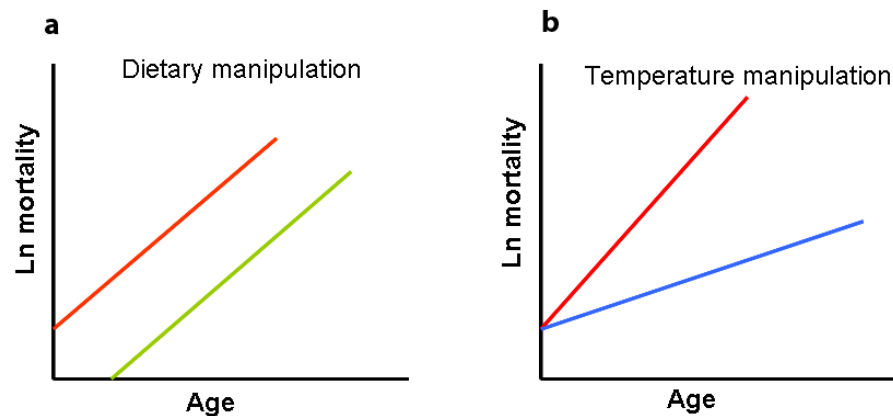 a
Dietary manipulation
Ln mortality
Age
b
Temperature manipulation
Ln mortality
Age